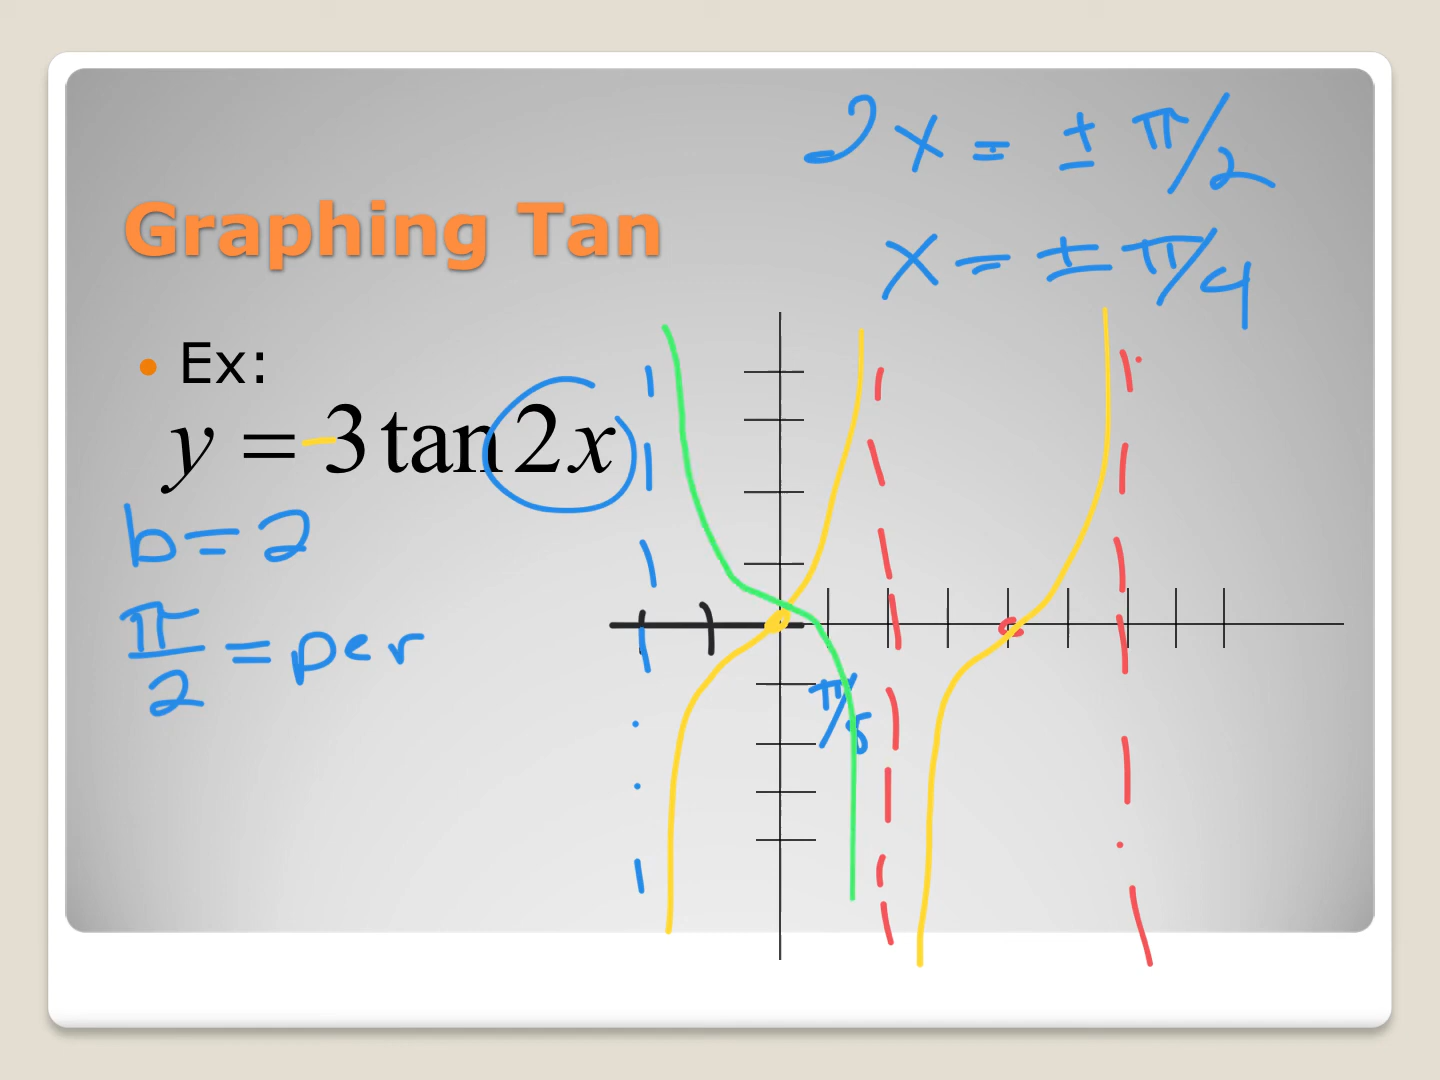 2x = ± π/2
Graphing Tan
x = ± π/4
• Ex:
y = -3 tan 2x
b = 2
π/2 = per
π/8